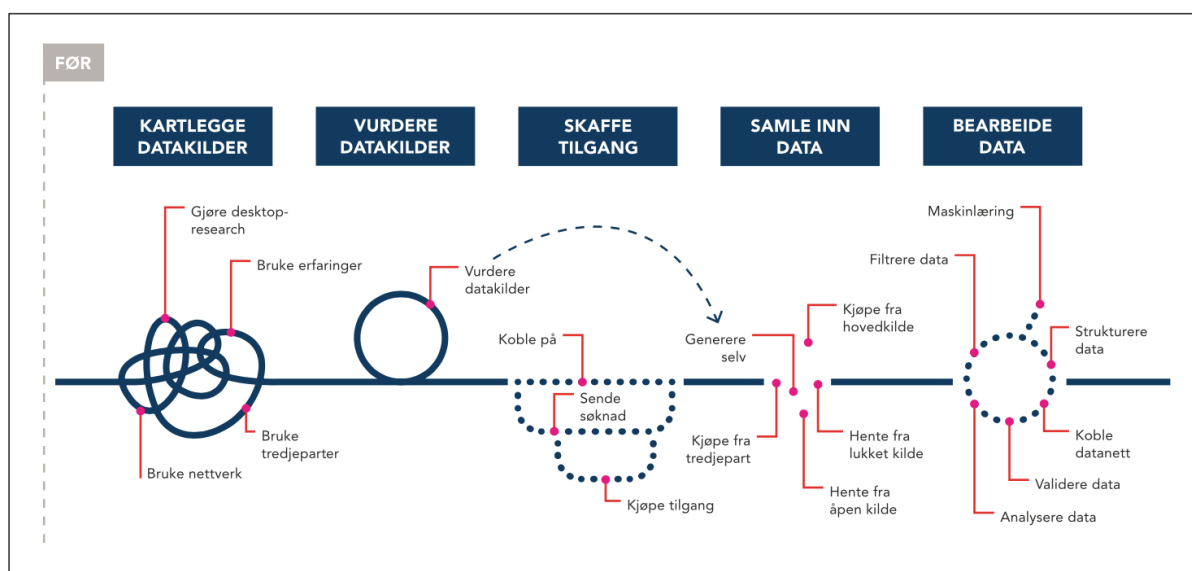 FØR
KARTLEGGE
DATAKILDER
VURDERE
DATAKILDER
SKAFFE
TILGANG
SAMLE INN
DATA
BEARBEIDE
DATA
Gjøre desktop-
research
Bruke erfaringer
Bruke nettverk
Bruke
tredjeparter
Vurdere
datakilder
Koble på
Sende
søknad
Kjøpe tilgang
Generere
selv
Kjøpe fra
hovedkilde
Kjøpe fra
tredjepart
Hente fra
lukket kilde
Hente fra
åpen kilde
Maskinlæring
Filtrere data
Strukturere
data
Koble
datanett
Validere data
Analysere data